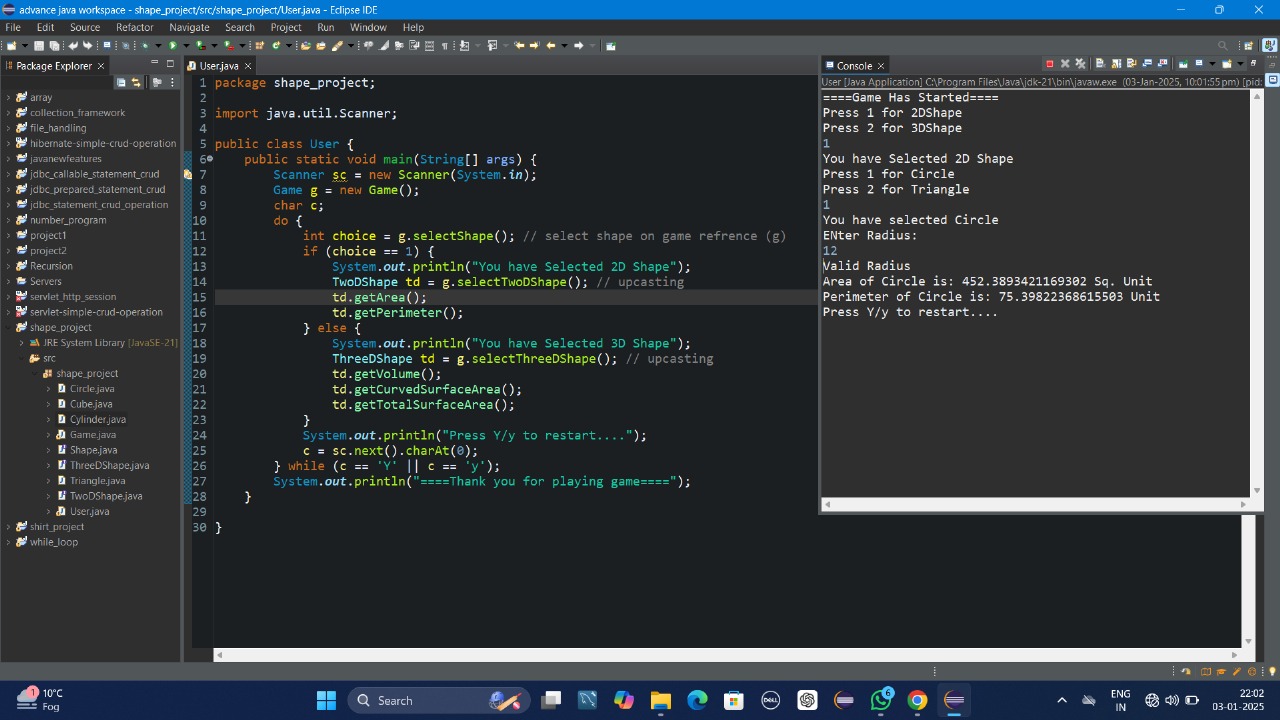 advance java workspace - shape_project/src/shape_project/User.java - Eclipse IDE
File Edit Source Refactor Navigate Search Project Run Window Help
Package Explorer
array
collection_framework
file_handling
hibernate-simple-crud-operation
javanewfeatures
jdbc_callable_statement_crud
jdbc_prepared_statement_crud
jdbc_statement_crud_operation
number_program
project1
project2
Recursion
Servers
servlet_http_session
servlet-simple-crud-operation
shape_project
JRE System Library [JavaSE-21]
src
shape_project
Circle.java
Cube.java
Cylinder.java
Game.java
Shape.java
ThreeDShape.java
Triangle.java
TwoDShape.java
User.java
shirt_project
while_loop
User.java
1 package shape_project;
2
3 import java.util.Scanner;
4
5 public class User {
6 public static void main(String[] args) {
7 Scanner sc = new Scanner(System.in);
8 Game g = new Game();
9 char c;
10 do {
11 int choice = g.selectShape(); // select shape on game refrence (g)
12 if (choice == 1) {
13 System.out.println("You have Selected 2D Shape");
14 TwoDShape td = g.selectTwoDShape(); // upcasting
15 td.getArea();
16 td.getPerimeter();
17 } else {
18 System.out.println("You have Selected 3D Shape");
19 ThreeDShape td = g.selectThreeDShape(); // upcasting
20 td.getVolume();
21 td.getCurvedSurfaceArea();
22 td.getTotalSurfaceArea();
23 }
24 System.out.println("Press Y/y to restart....");
25 c = sc.next().charAt(0);
26 } while (c == 'Y' || c == 'y');
27 System.out.println("====Thank you for playing game====");
28 }
29
30 }
Console
User [Java Application] C:\Program Files\Java\jdk-21\bin\javaw.exe (03-Jan-2025, 10:01:55 pm) [pid:
====Game Has Started====
Press 1 for 2DShape
Press 2 for 3DShape
1
You have Selected 2D Shape
Press 1 for Circle
Press 2 for Triangle
1
You have selected Circle
ENter Radius:
12
Valid Radius
Area of Circle is: 452.3893421169302 Sq. Unit
Perimeter of Circle is: 75.39822368615503 Unit
Press Y/y to restart....
1
10°C
Fog
Search
DELL
6
ENG
IN
22:02
03-01-2025